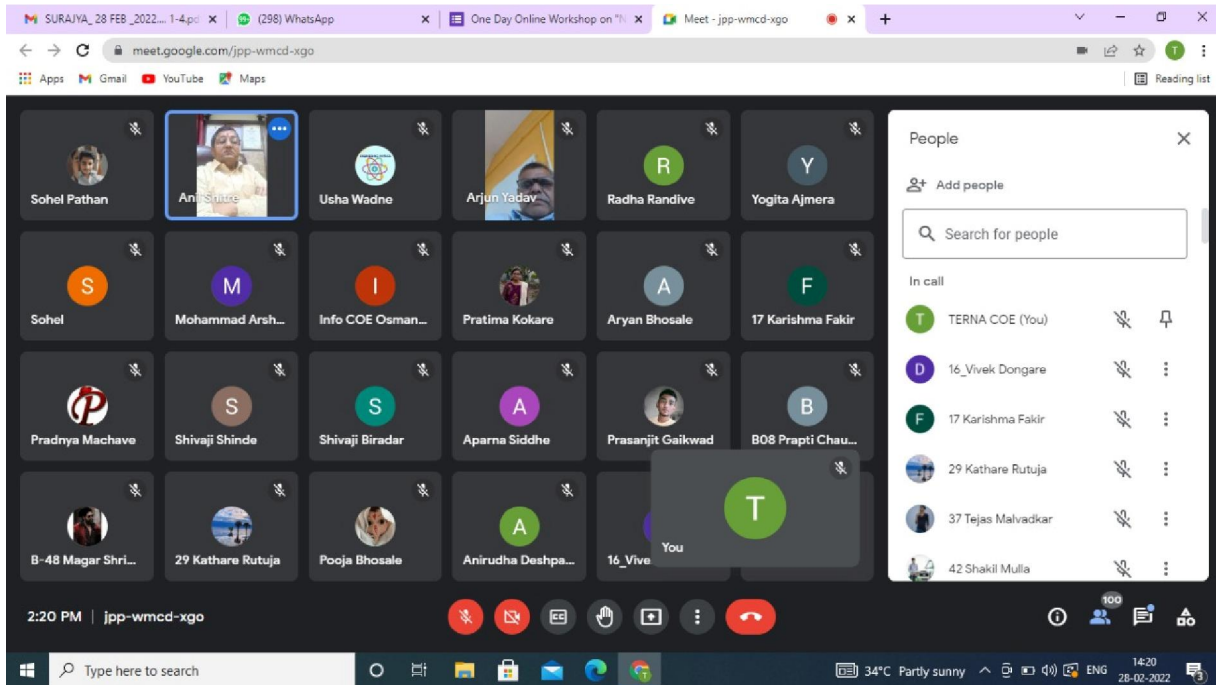 SURAJYA, 28 FEB _2022.... 1-4.pd
(298) WhatsApp
One Day Online Workshop on "N
Meet - jpp-wmcd-xgo
meet.google.com/jpp-wmcd-xgo
T
Apps Gmail YouTube Maps
Reading list
Sohel Pathan
Anil Shitre
Usha Wadne
Arjun Yadav
R
Radha Randive
Y
Yogita Ajmera
S
Sohel
M
Mohammad Arsh...
I
Info COE Osman...
Pratima Kokare
A
Aryan Bhosale
F
17 Karishma Fakir
P
Pradnya Machave
S
Shivaji Shinde
S
Shivaji Biradar
A
Aparna Siddhe
Prasanjit Gaikwad
B
B08 Prapti Chau...
B-48 Magar Shri...
29 Kathare Rutuja
Pooja Bhosale
A
Anirudha Deshpa...
16_Vive
T
You
People
Add people
Search for people
In call
T TERNA COE (You)
D 16_Vivek Dongare
F 17 Karishma Fakir
29 Kathare Rutuja
37 Tejas Malvadkar
42 Shakil Mulla
2:20 PM | jpp-wmcd-xgo
CC
100
Type here to search
34°C Partly sunny
ENG
14:20
28-02-2022
3